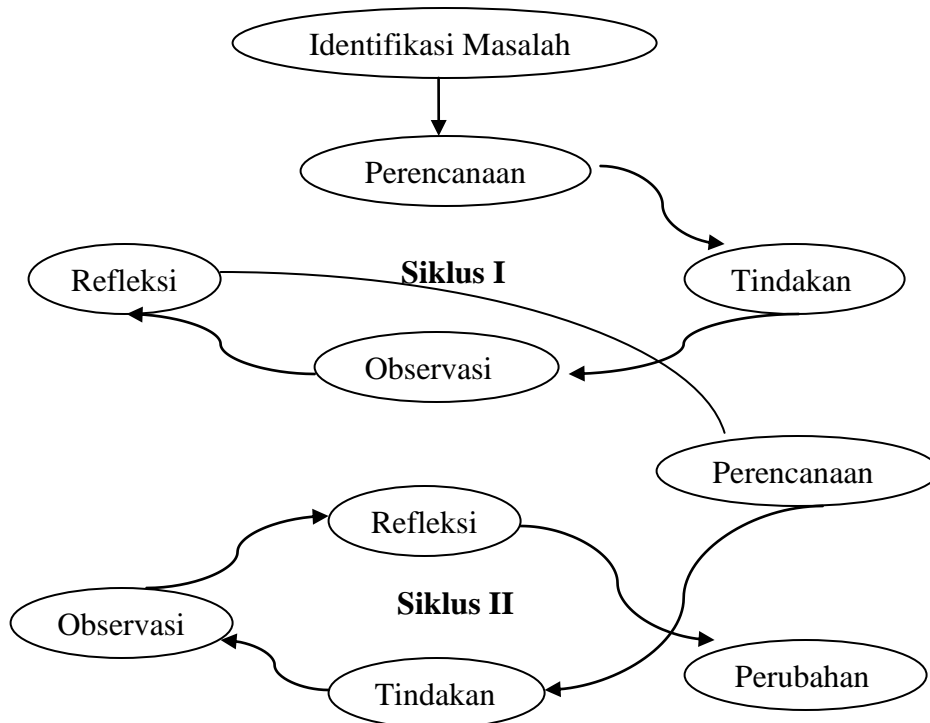 Identifikasi Masalah
Perencanaan
Refleksi
Siklus I
Tindakan
Observasi
Perencanaan
Refleksi
Siklus II
Observasi
Tindakan
Perubahan